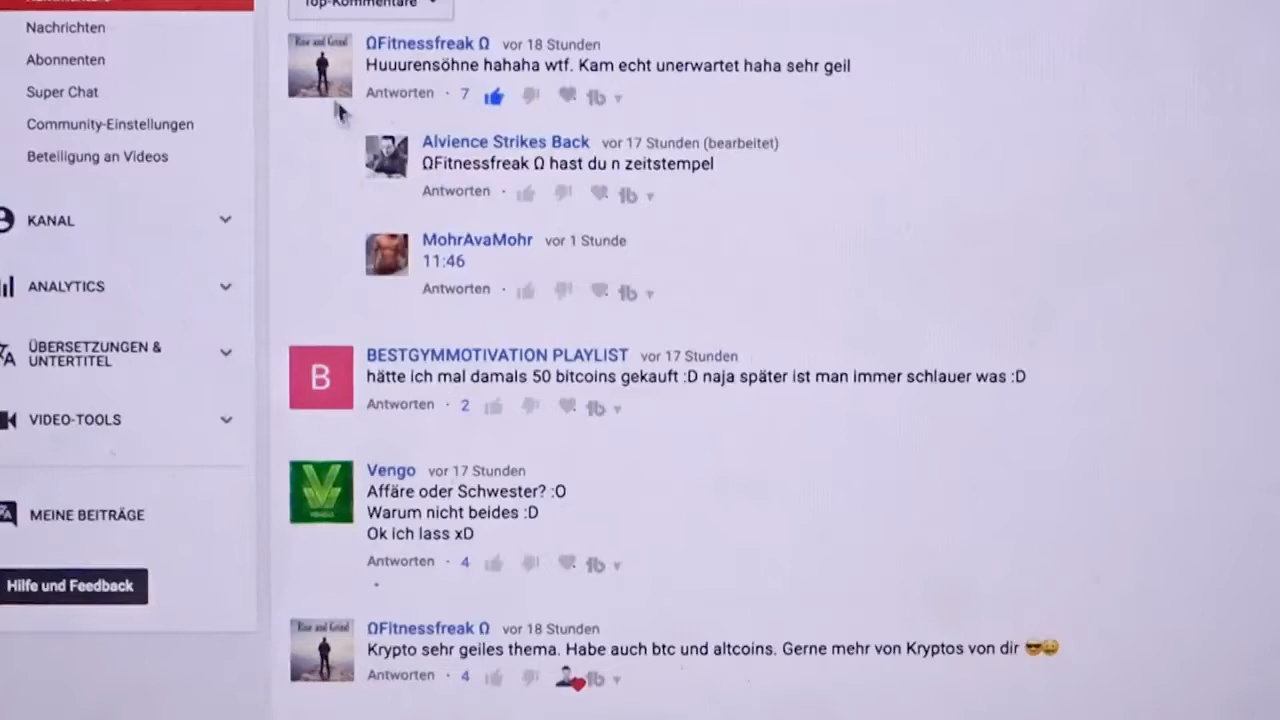 Top-Kommentare
Nachrichten
Abonnenten
Super Chat
Community-Einstellungen
Beteiligung an Videos
KANAL
ANALYTICS
ÜBERSETZUNGEN &
UNTERTITEL
VIDEO-TOOLS
MEINE BEITRÄGE
Hilfe und Feedback
ΩFitnessfreak Ω vor 18 Stunden
Huuurensöhne hahaha wtf. Kam echt unerwartet haha sehr geil
Antworten · 7
Alvience Strikes Back vor 17 Stunden (bearbeitet)
ΩFitnessfreak Ω hast du n zeitstempel
Antworten ·
MohrAvaMohr vor 1 Stunde
11:46
Antworten ·
B
BESTGYMMOTIVATION PLAYLIST vor 17 Stunden
hätte ich mal damals 50 bitcoins gekauft :D naja später ist man immer schlauer was :D
Antworten · 2
Vengo vor 17 Stunden
Affäre oder Schwester? :O
Warum nicht beides :D
Ok ich lass xD
Antworten · 4
ΩFitnessfreak Ω vor 18 Stunden
Krypto sehr geiles thema. Habe auch btc und altcoins. Gerne mehr von Kryptos von dir 😎😄
Antworten · 4